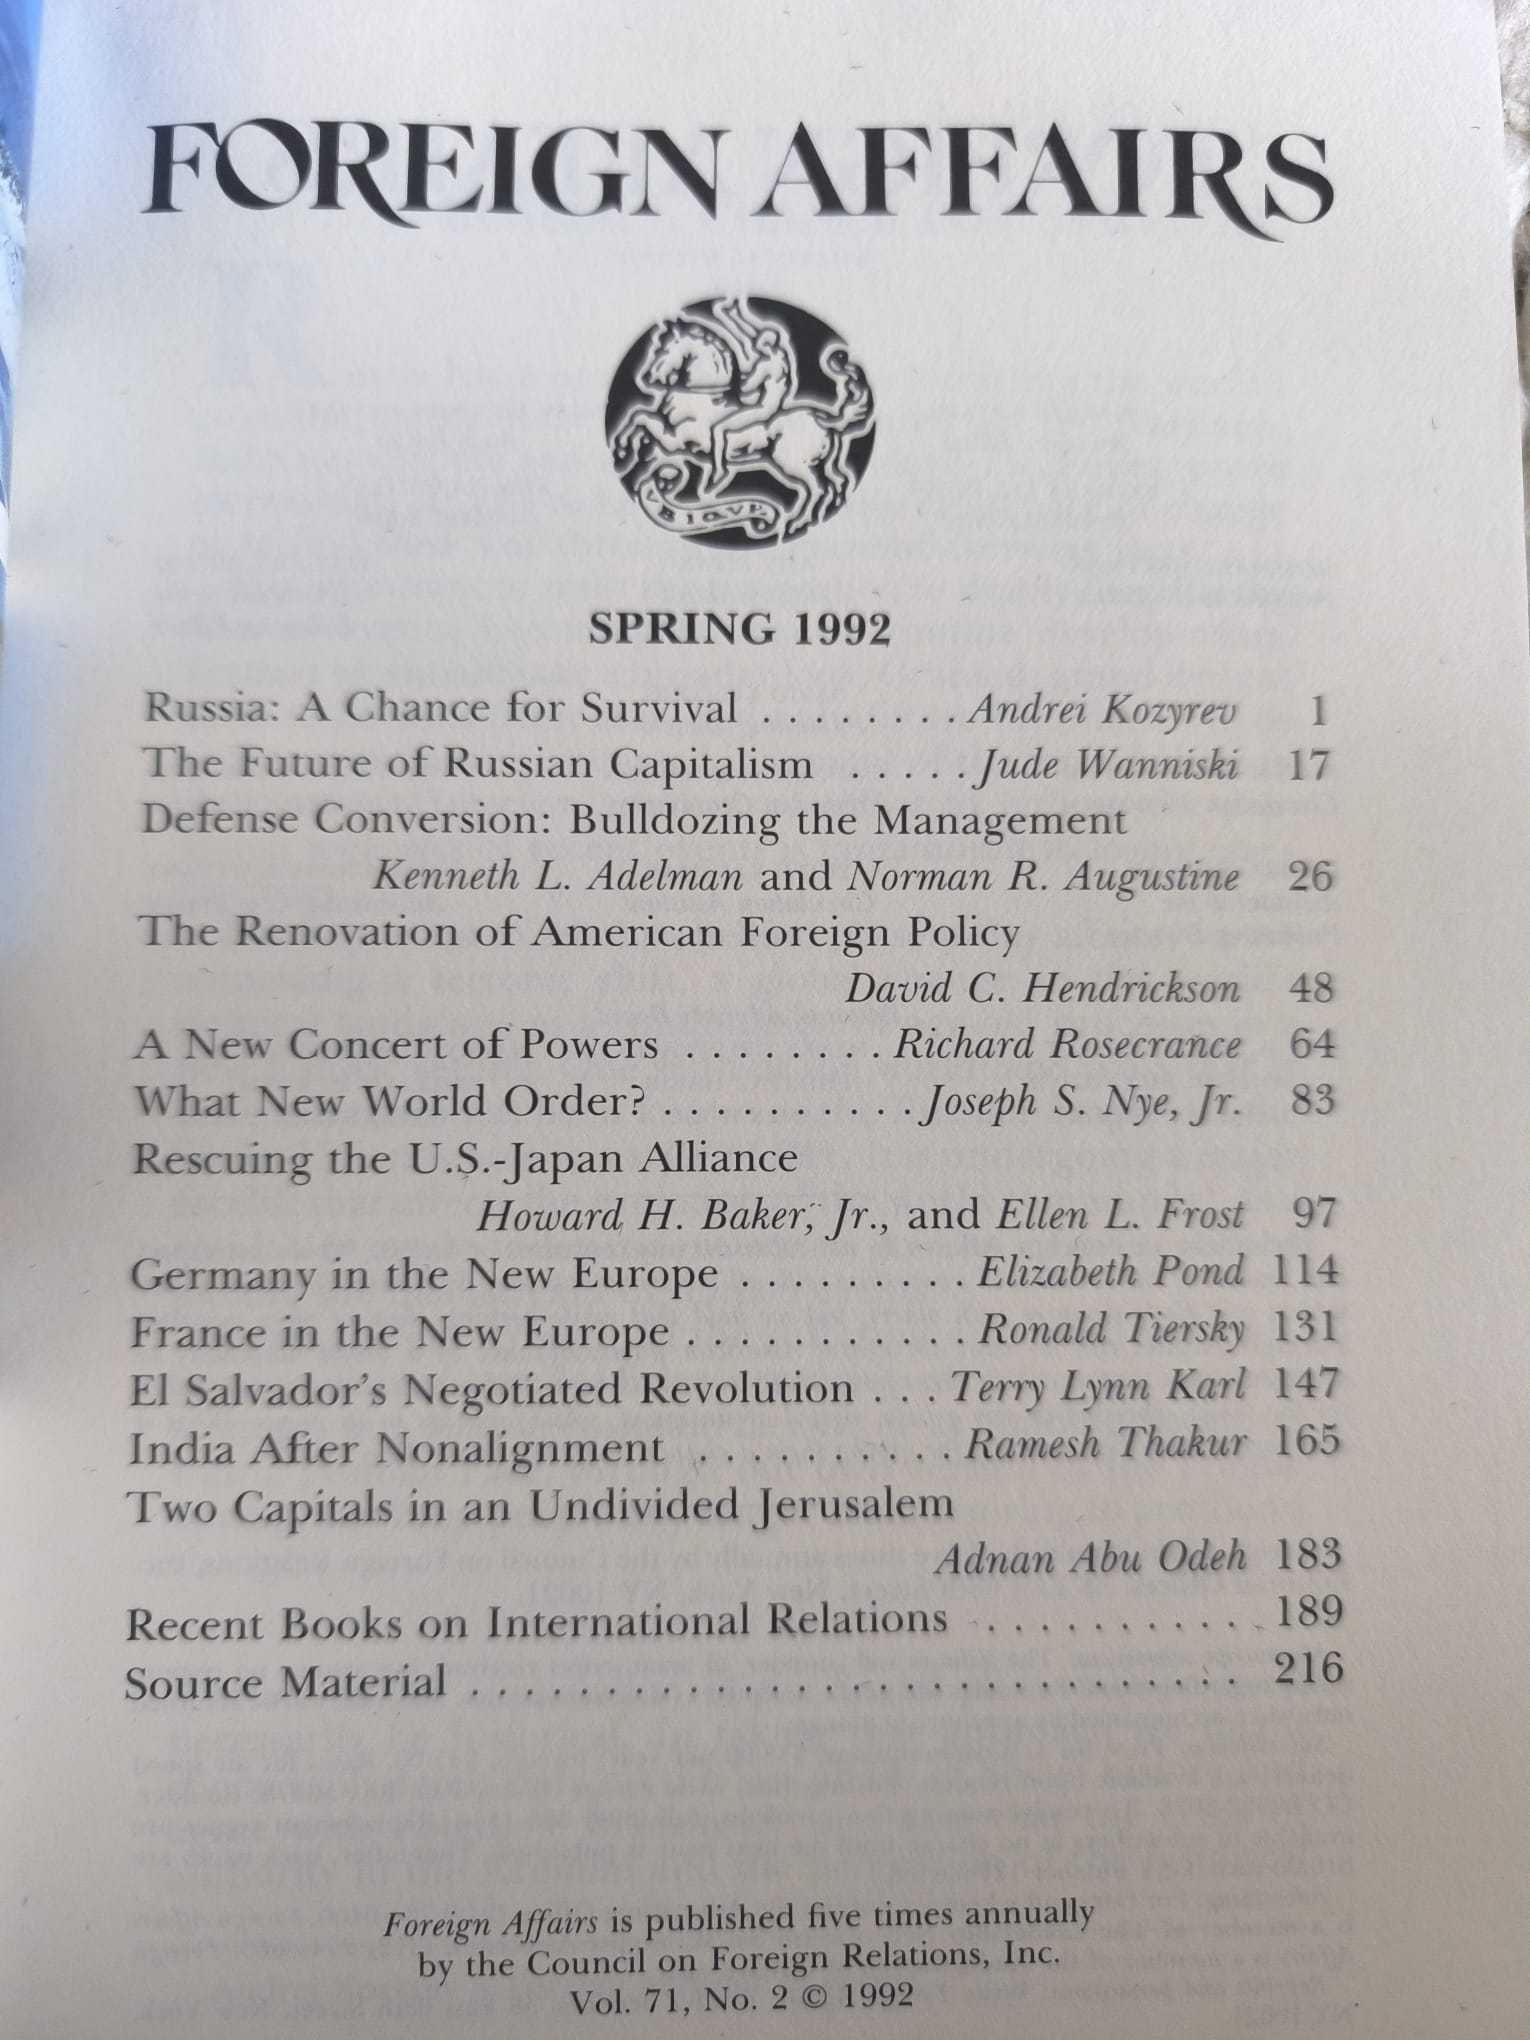 FOREIGN AFFAIRS
VBIQVE
SPRING 1992
Russia: A Chance for Survival . . . . . . . . Andrei Kozyrev 1
The Future of Russian Capitalism . . . . . Jude Wanniski 17
Defense Conversion: Bulldozing the Management
Kenneth L. Adelman and Norman R. Augustine 26
The Renovation of American Foreign Policy
David C. Hendrickson 48
A New Concert of Powers . . . . . . . . Richard Rosecrance 64
What New World Order? . . . . . . . . . . Joseph S. Nye, Jr. 83
Rescuing the U.S.-Japan Alliance
Howard H. Baker, Jr., and Ellen L. Frost 97
Germany in the New Europe . . . . . . . . . Elizabeth Pond 114
France in the New Europe . . . . . . . . . . . Ronald Tiersky 131
El Salvador's Negotiated Revolution . . . Terry Lynn Karl 147
India After Nonalignment . . . . . . . . . . Ramesh Thakur 165
Two Capitals in an Undivided Jerusalem
Adnan Abu Odeh 183
Recent Books on International Relations . . . . . . . . . . . 189
Source Material . . . . . . . . . . . . . . . . . . . . . . . . . . . . . 216
Foreign Affairs is published five times annually
by the Council on Foreign Relations, Inc.
Vol. 71, No. 2 © 1992